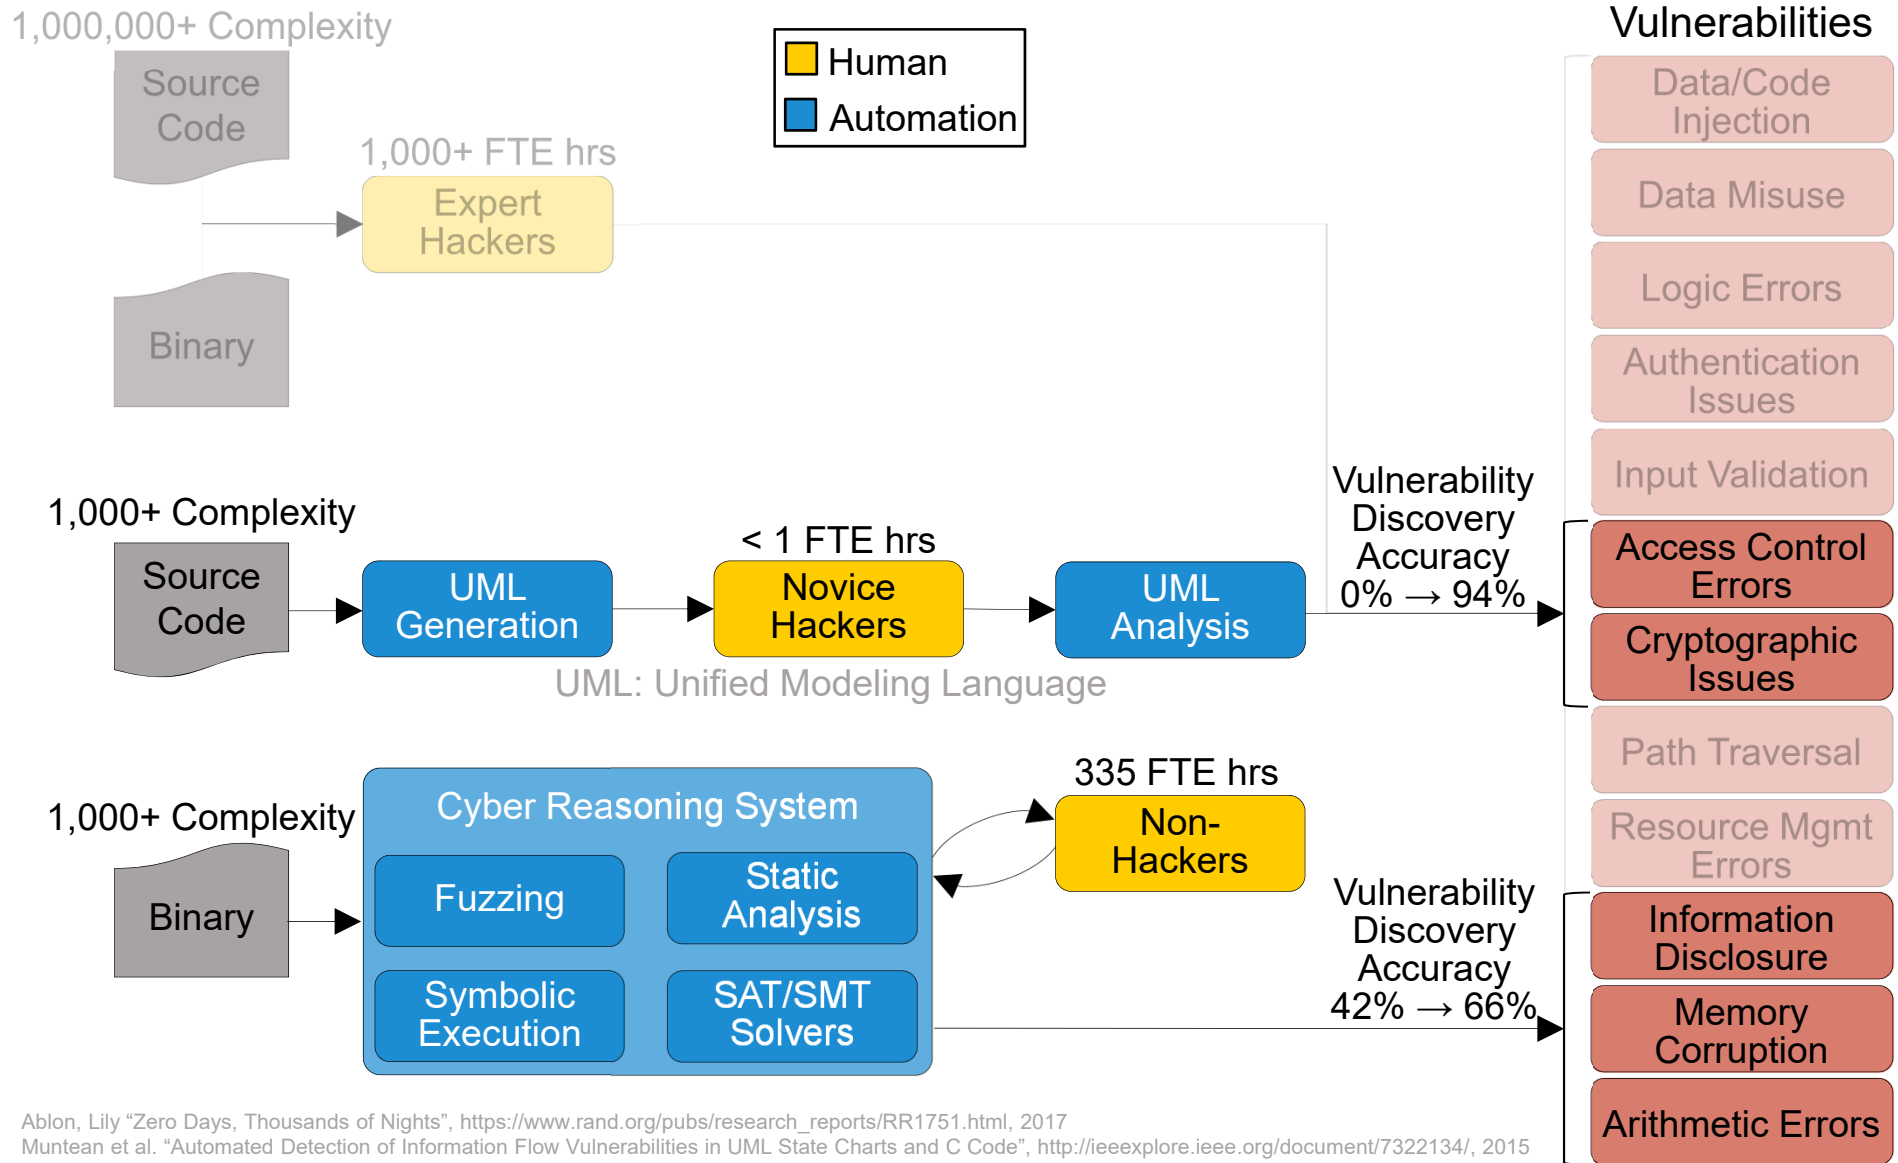 1,000,000+ Complexity
Source
Code
Binary
1,000+ FTE hrs
Expert
Hackers
Human
Automation
Vulnerabilities
Data/Code
Injection
Data Misuse
Logic Errors
Authentication
Issues
Input Validation
Access Control
Errors
Cryptographic
Issues
Path Traversal
Resource Mgmt
Errors
Information
Disclosure
Memory
Corruption
Arithmetic Errors
1,000+ Complexity
Source
Code
UML
Generation
< 1 FTE hrs
Novice
Hackers
UML
Analysis
UML: Unified Modeling Language
Vulnerability
Discovery
Accuracy
0% → 94%
1,000+ Complexity
Binary
Cyber Reasoning System
Fuzzing
Static
Analysis
Symbolic
Execution
SAT/SMT
Solvers
335 FTE hrs
Non-
Hackers
Vulnerability
Discovery
Accuracy
42% → 66%
Ablon, Lily “Zero Days, Thousands of Nights”, https://www.rand.org/pubs/research_reports/RR1751.html, 2017
Muntean et al. “Automated Detection of Information Flow Vulnerabilities in UML State Charts and C Code”, http://ieeexplore.ieee.org/document/7322134/, 2015